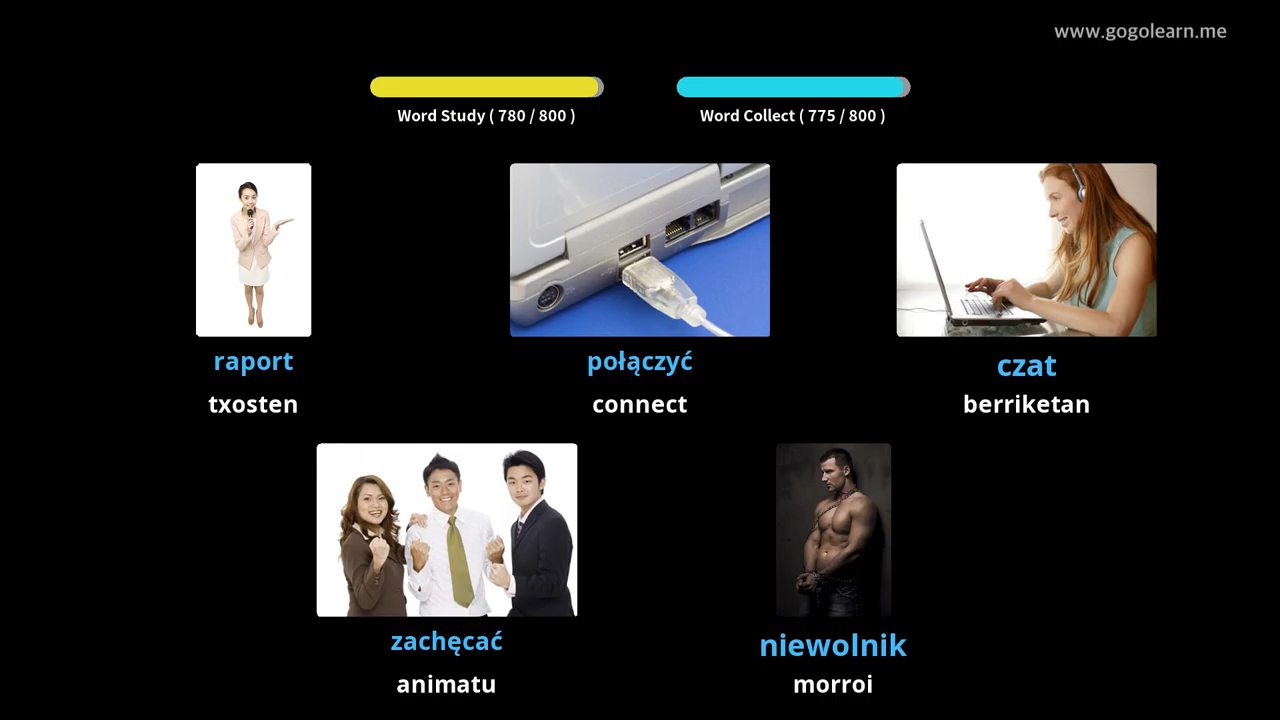 www.gogolearn.me
Word Study ( 780 / 800 )
Word Collect ( 775 / 800 )
raport
połączyć
czat
txosten
connect
berriketan
zachęcać
niewolnik
animatu
morroi